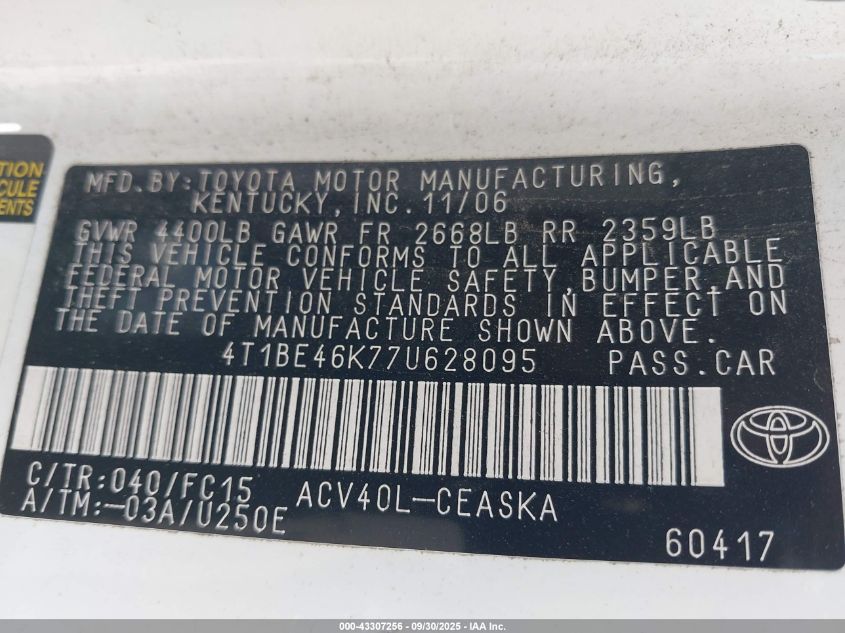 TION
CULE
ENTS
MFD. BY: TOYOTA MOTOR MANUFACTURING,
KENTUCKY, INC. 11/06
GVWR 4400LB GAWR FR 2668LB RR 2359LB
THIS VEHICLE CONFORMS TO ALL APPLICABLE
FEDERAL MOTOR VEHICLE SAFETY, BUMPER, AND
THEFT PREVENTION STANDARDS IN EFFECT ON
THE DATE OF MANUFACTURE SHOWN ABOVE.
4T1BE46K77U628095 PASS. CAR
C/TR: 040/FC15 ACV40L-CEASKA
A/TM:-03A/U250E
60417
000-43307256 - 09/30/2025 - IAA Inc.